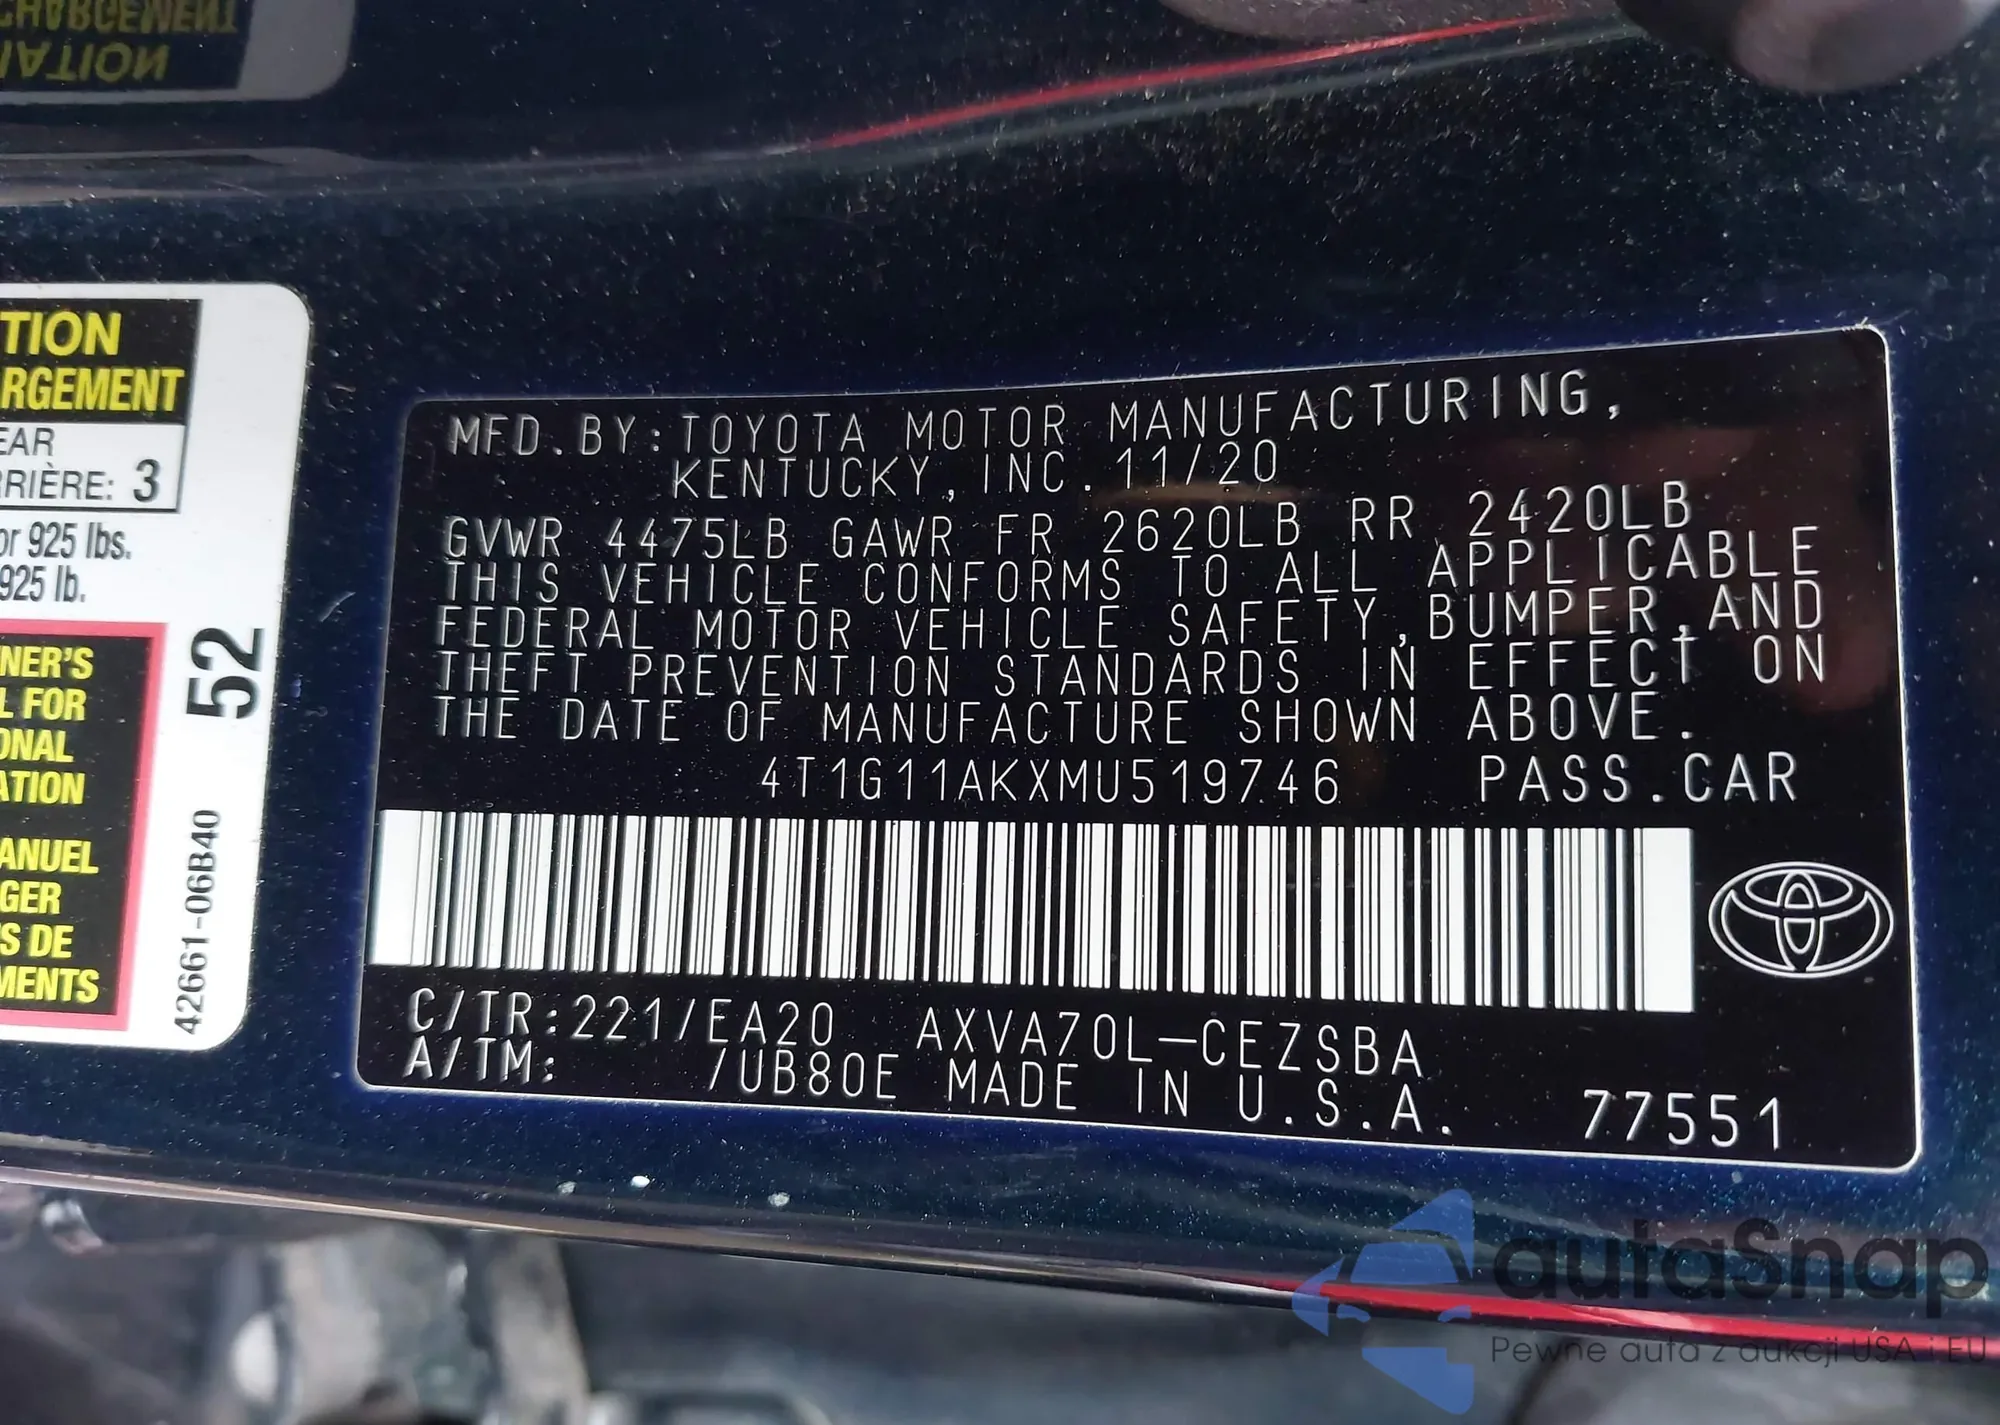 CHARGEMENT
TION
RGEMENT
EAR
RRIÈRE: 3
or 925 lbs.
925 lb.
NER'S
L FOR
ONAL
ATION
ANUEL
GER
S DE
MENTS
52
42661-06B40
MFD.BY:TOYOTA MOTOR MANUFACTURING,
KENTUCKY, INC. 11/20
GVWR 4475LB GAWR FR 2620LB RR 2420LB
THIS VEHICLE CONFORMS TO ALL APPLICABLE
FEDERAL MOTOR VEHICLE SAFETY,BUMPER,AND
THEFT PREVENTION STANDARDS IN EFFECT ON
THE DATE OF MANUFACTURE SHOWN ABOVE.
4T1G11AKXMU519746 PASS.CAR
C/TR:221/EA20 AXVA70L-CEZSBA
A/TM: /UB80E MADE IN U.S.A. 77551
autaSnap
Pewne auta z aukcji USA i EU